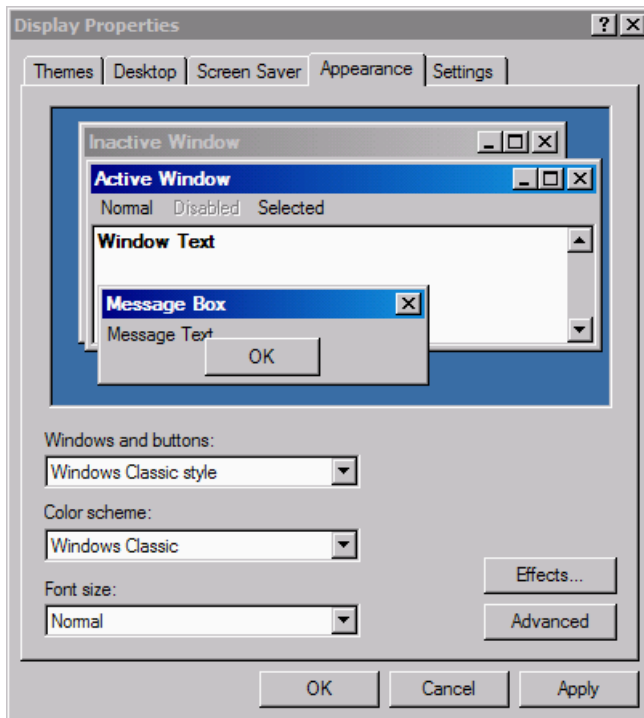 Display Properties
Themes Desktop Screen Saver Appearance Settings
Inactive Window
Active Window
Normal Disabled Selected
Window Text
Message Box
Message Text
OK
Windows and buttons:
Windows Classic style
Color scheme:
Windows Classic
Effects...
Font size:
Normal
Advanced
OK Cancel Apply